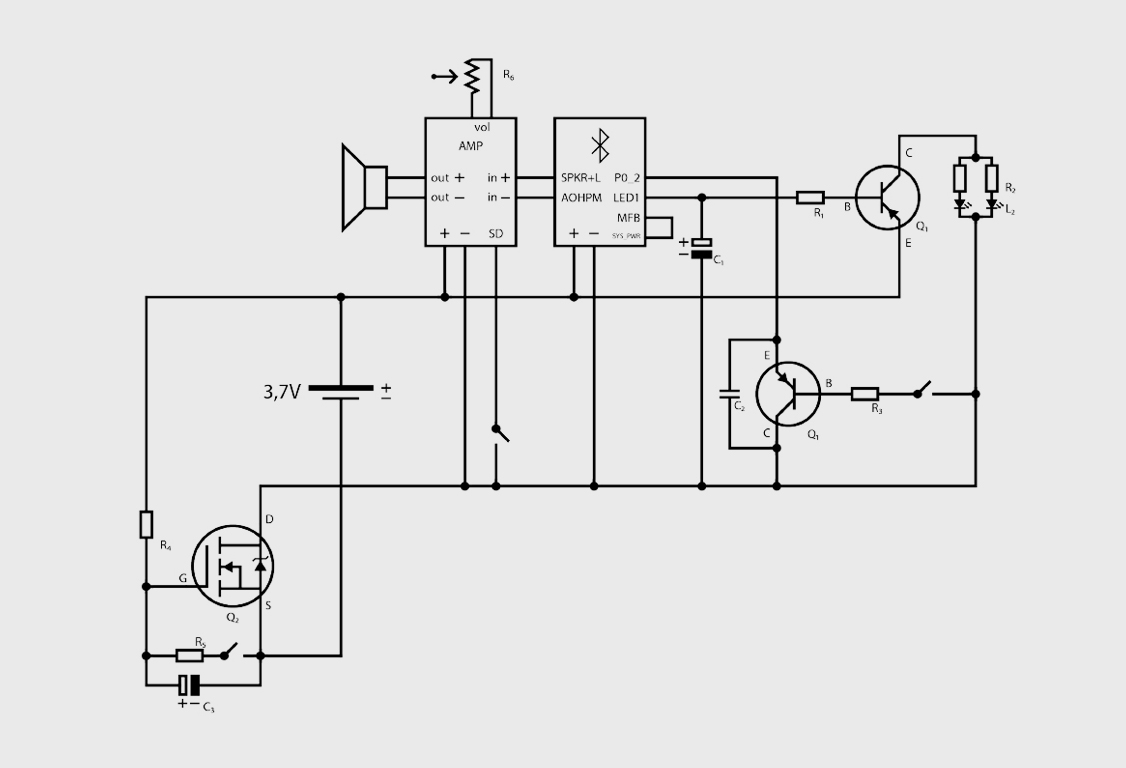 R₆
vol
AMP
out +
in +
out −
in −
+ −
SD
SPKR+L
P0_2
AOHPM
LED1
MFB
SYS_PWR
+ −
+
−
C₁
R₁
B
C
Q₁
E
R₂
L₂
3,7V
+
−
E
B
C₂
R₃
C
Q₁
D
R₄
G
S
Q₂
R₅
+ −
C₃